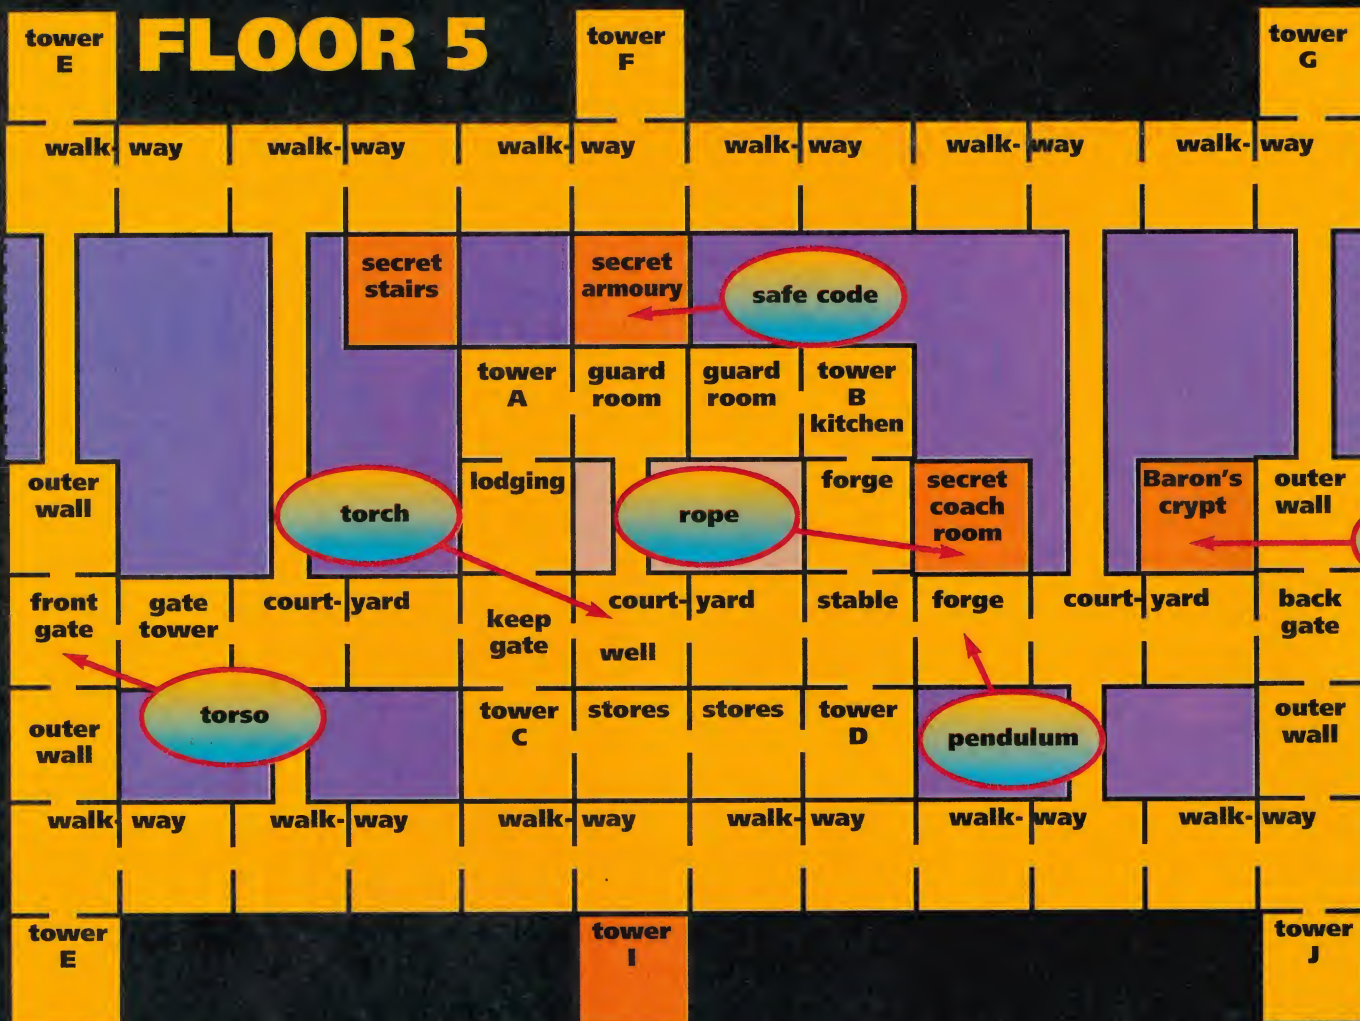 FLOOR 5
tower
E
tower
F
tower
G
walk- way
walk- way
walk- way
walk- way
walk- way
walk- way
secret
stairs
secret
armoury
safe code
tower
A
guard
room
guard
room
tower
B
kitchen
outer
wall
torch
lodging
rope
forge
secret
coach
room
Baron's
crypt
outer
wall
front
gate
gate
tower
court- yard
keep
gate
court- yard
well
stable
forge
court- yard
back
gate
outer
wall
torso
tower
C
stores
stores
tower
D
pendulum
outer
wall
walk- way
walk- way
walk- way
walk- way
walk- way
walk- way
tower
E
tower
I
tower
J